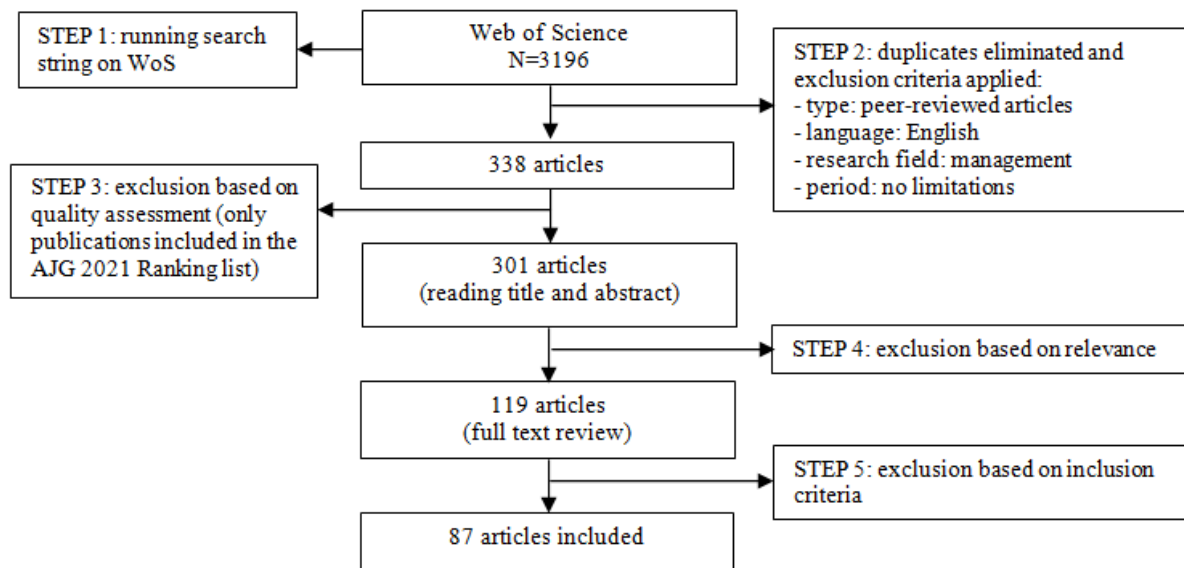 STEP 1: running search
string on WoS
Web of Science
N=3196
STEP 2: duplicates eliminated and
exclusion criteria applied:
- type: peer-reviewed articles
- language: English
- research field: management
- period: no limitations
338 articles
STEP 3: exclusion based on
quality assessment (only
publications included in the
AJG 2021 Ranking list)
301 articles
(reading title and abstract)
STEP 4: exclusion based on relevance
119 articles
(full text review)
STEP 5: exclusion based on inclusion
criteria
87 articles included